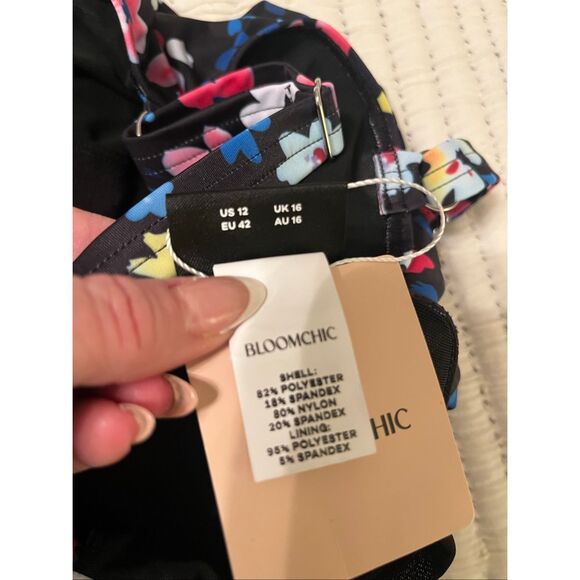 US 12 UK 16
EU 42 AU 16
BLOOMCHIC
SHELL:
82% POLYESTER
18% SPANDEX
80% NYLON
20% SPANDEX
LINING:
95% POLYESTER
5% SPANDEX
HIC